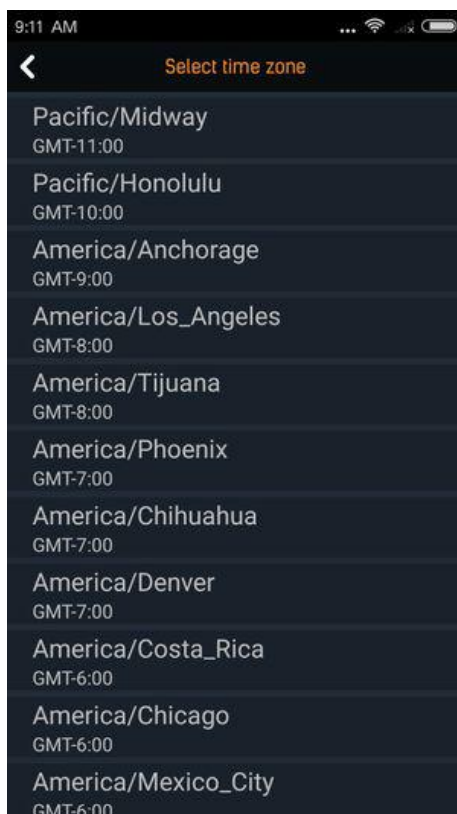 9:11 AM
Select time zone
Pacific/Midway
GMT-11:00
Pacific/Honolulu
GMT-10:00
America/Anchorage
GMT-9:00
America/Los_Angeles
GMT-8:00
America/Tijuana
GMT-8:00
America/Phoenix
GMT-7:00
America/Chihuahua
GMT-7:00
America/Denver
GMT-7:00
America/Costa_Rica
GMT-6:00
America/Chicago
GMT-6:00
America/Mexico_City
GMT-6:00